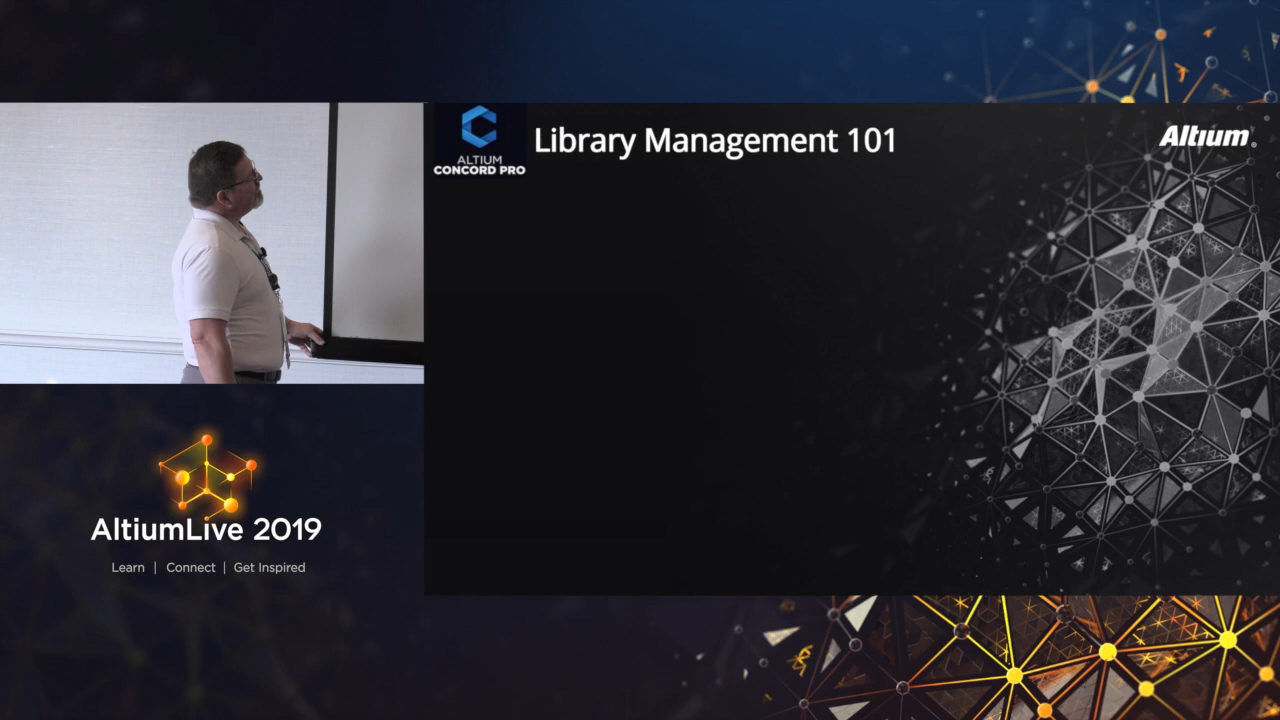 ALTIUM
CONCORD PRO
Library Management 101
Altium®
AltiumLive 2019
Learn | Connect | Get Inspired